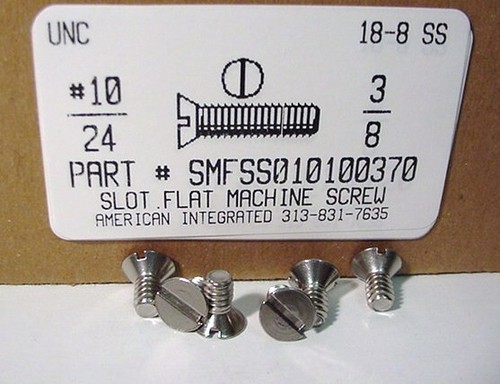 UNC 18-8 SS
#10 3
24 8
PART # SMFSS010100370
SLOT FLAT MACHINE SCREW
AMERICAN INTEGRATED 313-831-7635